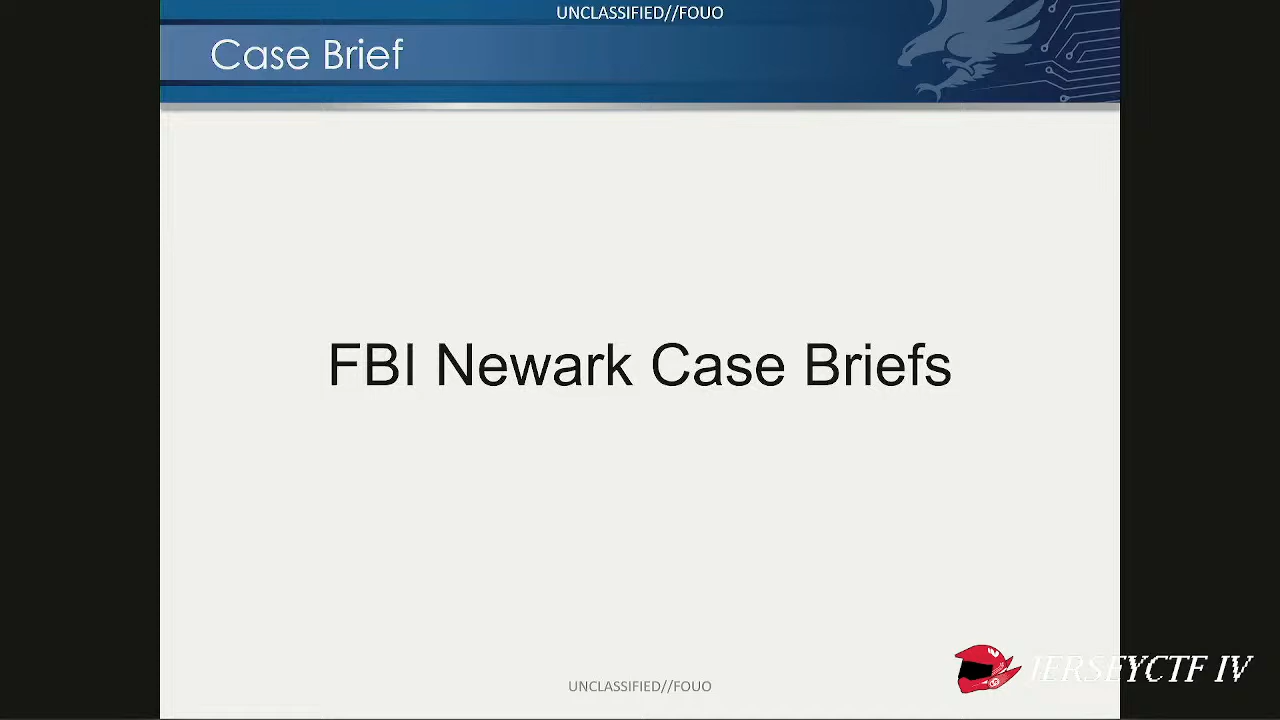 UNCLASSIFIED//FOUO
Case Brief
FBI Newark Case Briefs
JERSEYCTF IV
UNCLASSIFIED//FOUO